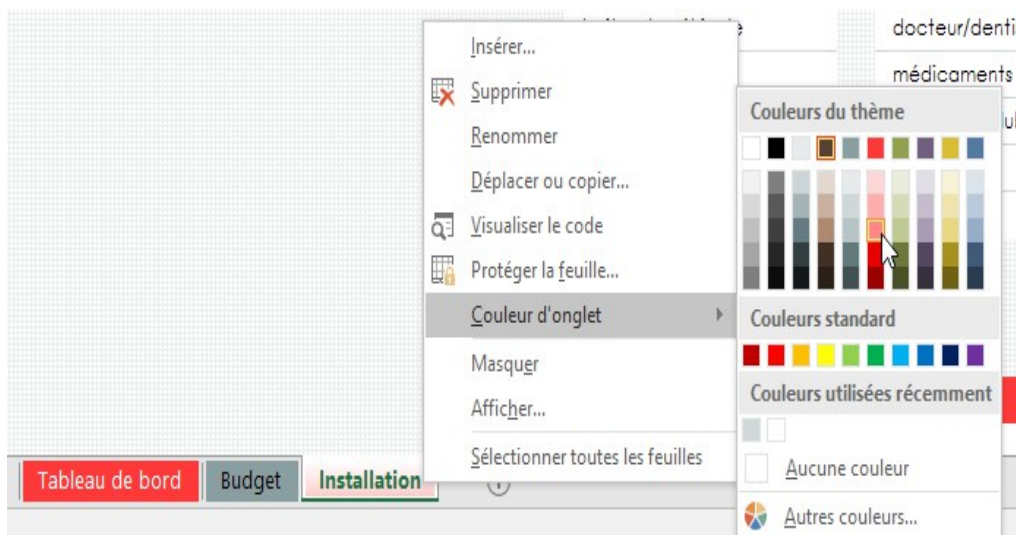 docteur/denti
médicaments
Insérer...
Supprimer
Renommer
Déplacer ou copier...
Visualiser le code
Protéger la feuille...
Couleur d'onglet
Masquer
Afficher...
Sélectionner toutes les feuilles
Couleurs du thème
Couleurs standard
Couleurs utilisées récemment
Aucune couleur
Autres couleurs...
Tableau de bord
Budget
Installation